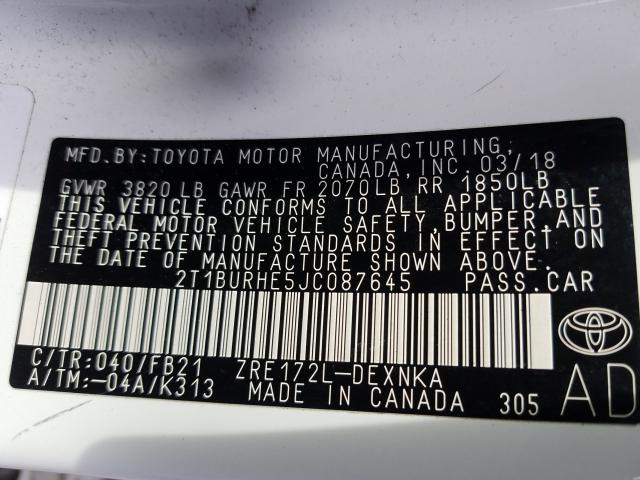 MFD.BY:TOYOTA MOTOR MANUFACTURING,
CANADA,INC. 03/18
GVWR 3820LB GAWR FR 2070LB RR 1850LB
THIS VEHICLE CONFORMS TO ALL APPLICABLE
FEDERAL MOTOR VEHICLE SAFETY,BUMPER,AND
THEFT PREVENTION STANDARDS IN EFFECT ON
THE DATE OF MANUFACTURE SHOWN ABOVE.
2T1BURHE5JC087645 PASS.CAR
C/TR:040/FB21 ZRE172L-DEXNKA
A/TM:-04A/K313 MADE IN CANADA 305
TOYOTA
AD